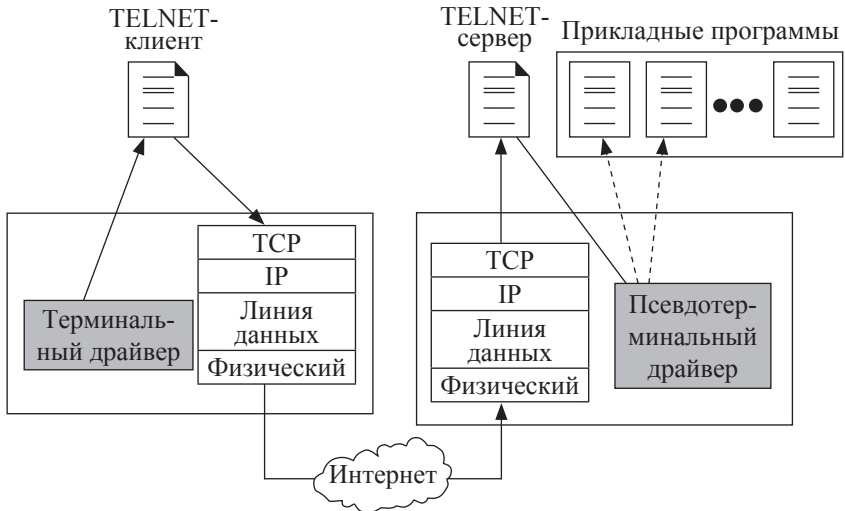 TELNET-
клиент
TELNET-
сервер
Прикладные программы
TCP
IP
Линия
данных
Физический
Терминаль-
ный драйвер
TCP
IP
Линия
данных
Физический
Псевдотер-
минальный
драйвер
Интернет